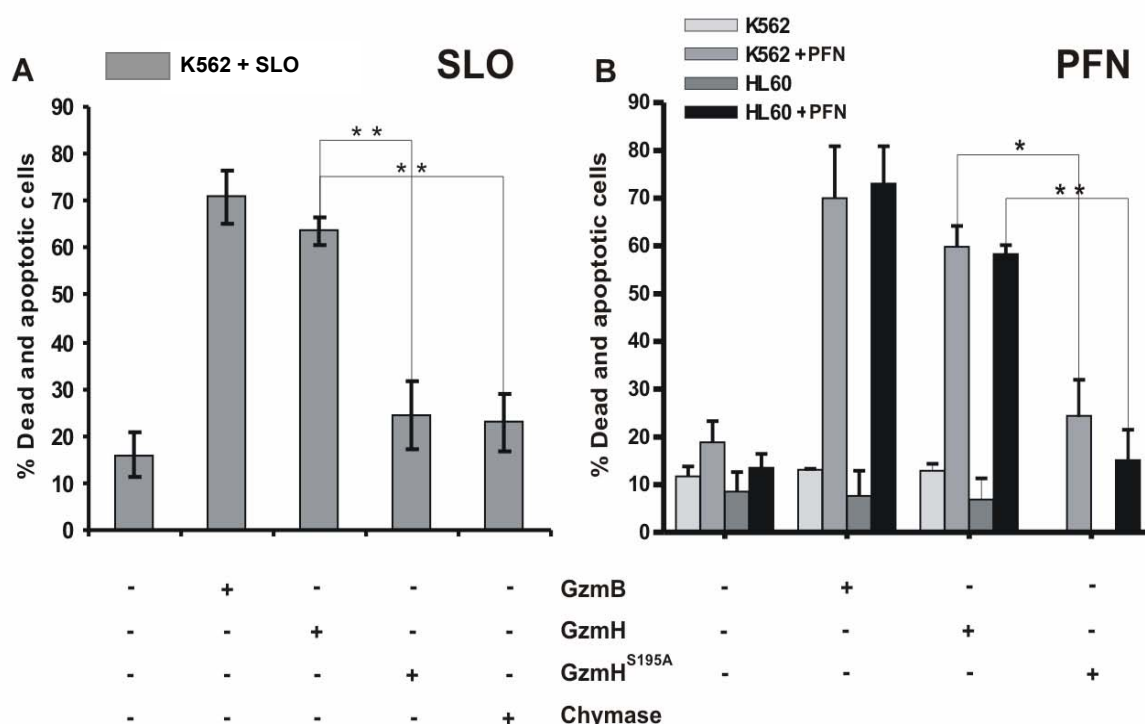 A
K562 + SLO
SLO
% Dead and apoptotic cells
90
80
70
60
50
40
30
20
10
0
* *
* *
B
K562
K562 +PFN
HL60
HL60 +PFN
PFN
% Dead and apoptotic cells
90
80
70
60
50
40
30
20
10
0
*
* *
- + - - - GzmB - + - -
- - + - - GzmH - - + -
- - - + - GzmHS195A - - - +
- - - - + Chymase